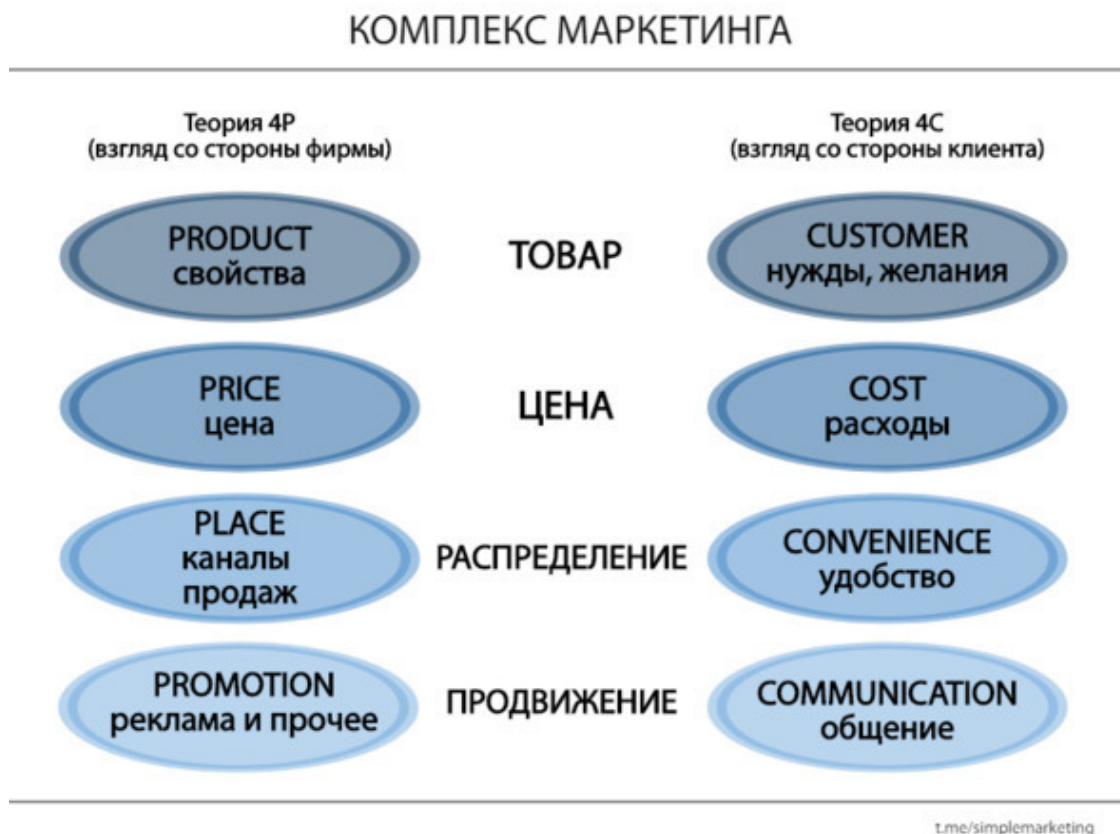 КОМПЛЕКС МАРКЕТИНГА
Теория 4P
(взгляд со стороны фирмы)
Теория 4C
(взгляд со стороны клиента)
PRODUCT
свойства
ТОВАР
CUSTOMER
нужды, желания
PRICE
цена
ЦЕНА
COST
расходы
PLACE
каналы
продаж
РАСПРЕДЕЛЕНИЕ
CONVENIENCE
удобство
PROMOTION
реклама и прочее
ПРОДВИЖЕНИЕ
COMMUNICATION
общение
t.me/simplemarketing